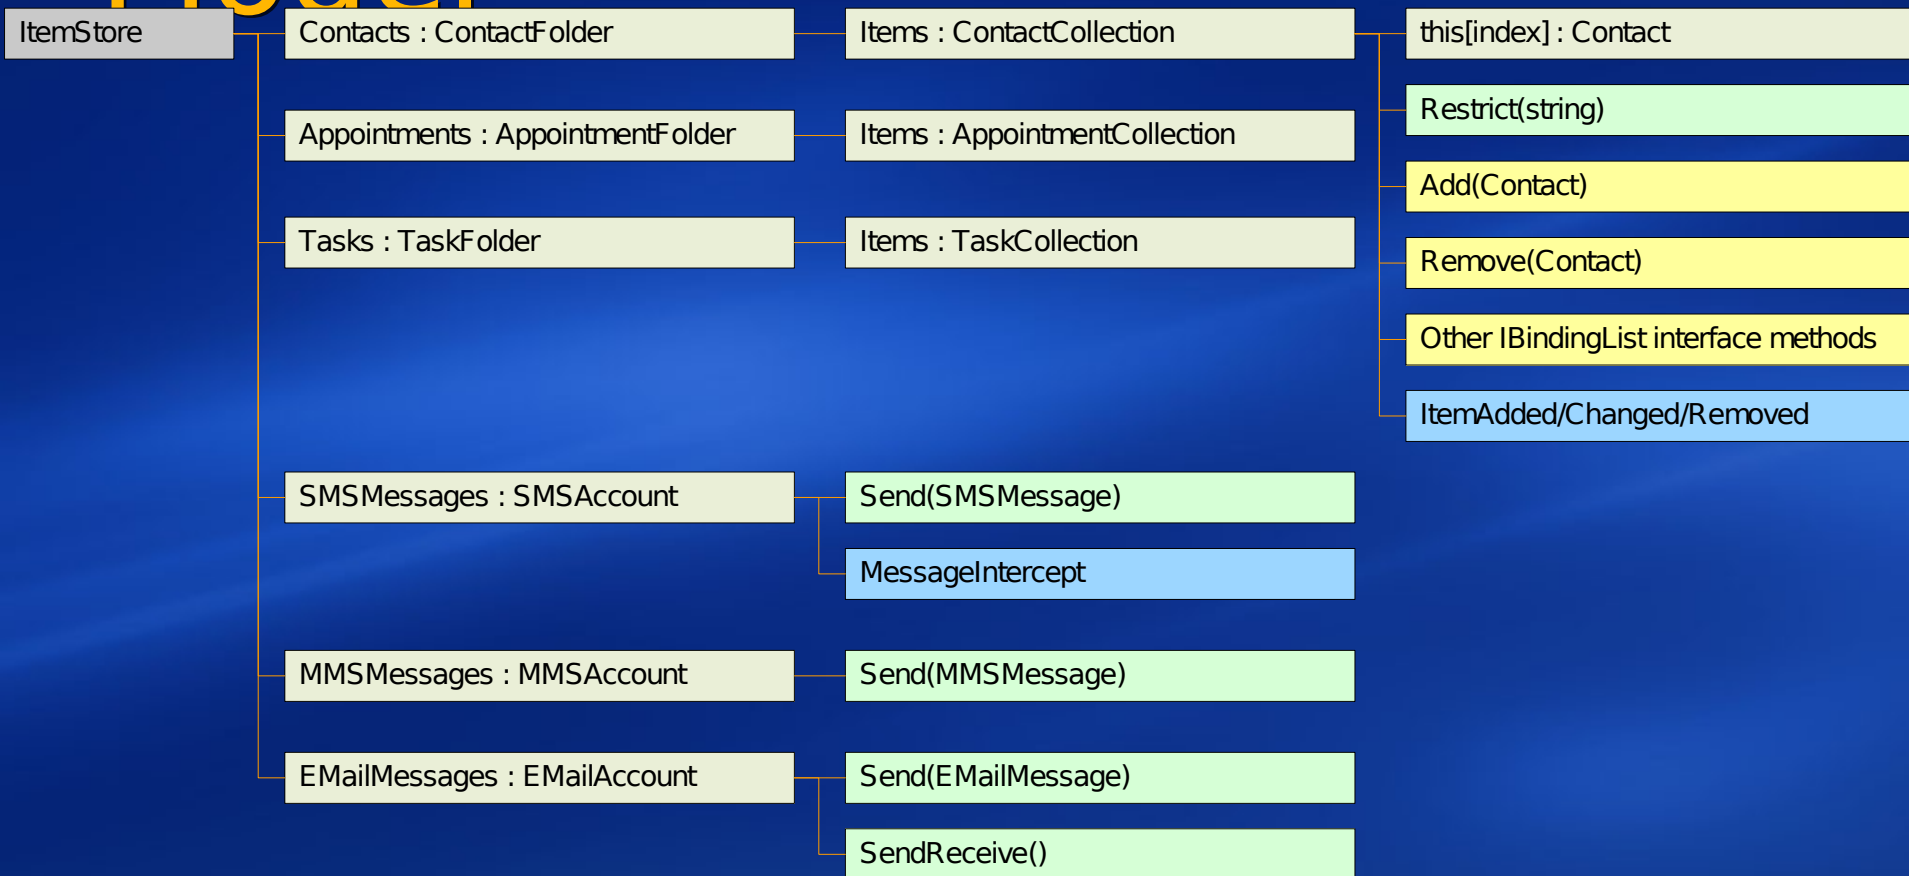 Model
ItemStore
Contacts : ContactFolder
Items : ContactCollection
this[index] : Contact
Restrict(string)
Appointments : AppointmentFolder
Items : AppointmentCollection
Add(Contact)
Tasks : TaskFolder
Items : TaskCollection
Remove(Contact)
Other IBindingList interface methods
ItemAdded/Changed/Removed
SMSMessages : SMSAccount
Send(SMSMessage)
MessageIntercept
MMSMessages : MMSAccount
Send(MMSMessage)
EMailMessages : EMailAccount
Send(EMailMessage)
SendReceive()